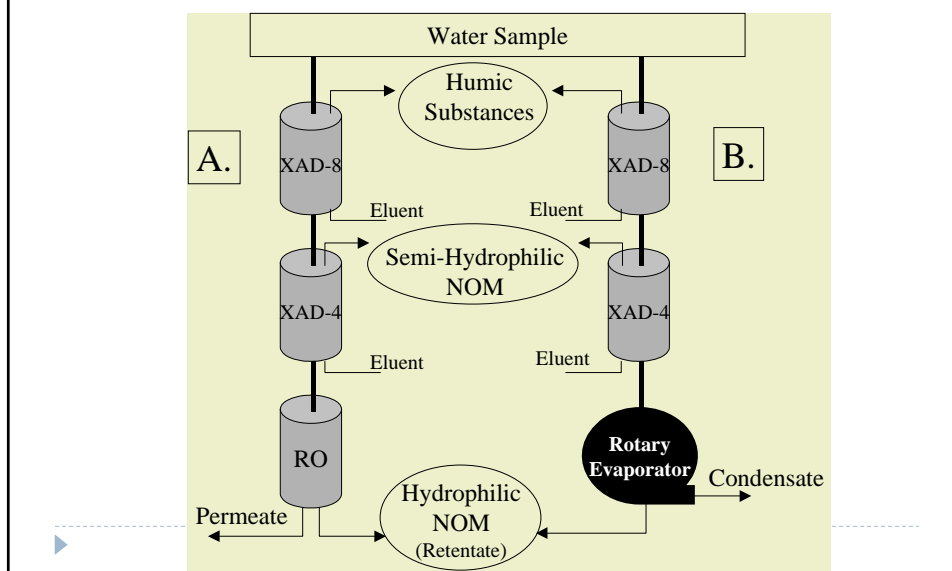 Water Sample
Humic
Substances
A.
B.
XAD-8
XAD-8
Eluent
Eluent
Semi-Hydrophilic
NOM
XAD-4
XAD-4
Eluent
Eluent
RO
Rotary
Evaporator
Condensate
Hydrophilic
NOM
(Retentate)
Permeate